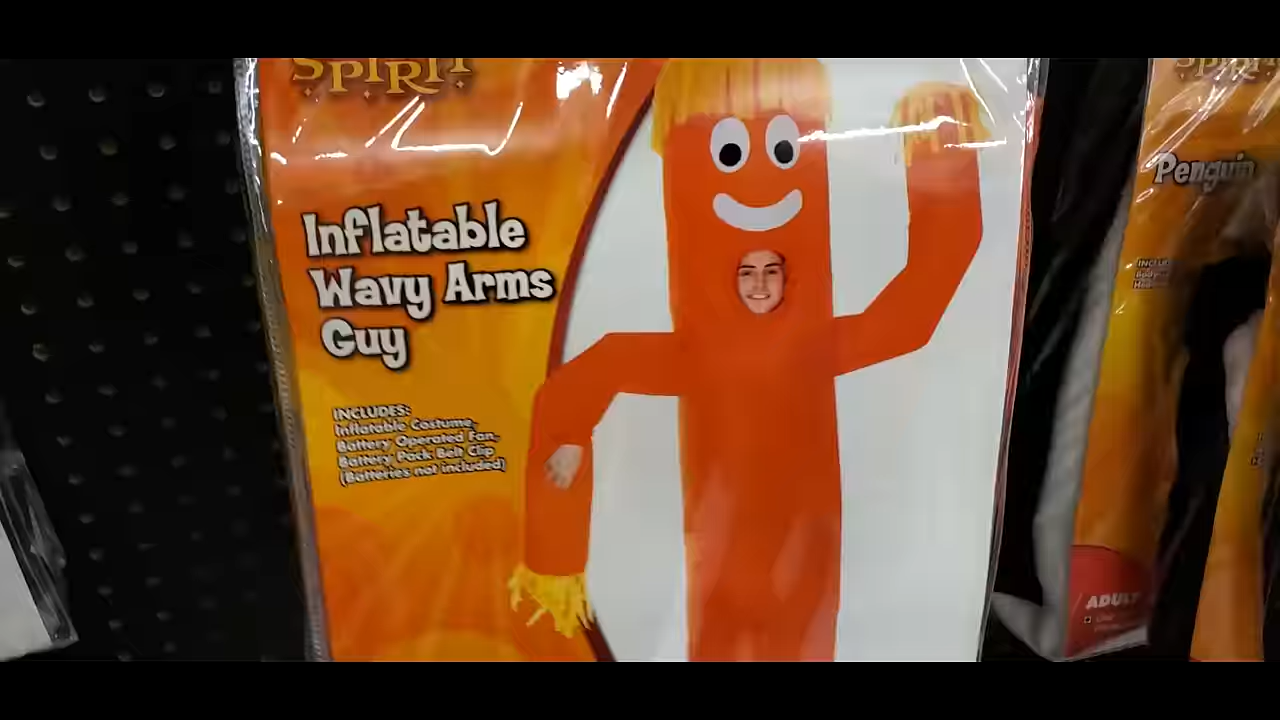 SPIRIT
Inflatable
Wavy Arms
Guy
INCLUDES:
Inflatable Costume,
Battery Operated Fan,
Battery Pack Belt Clip
(Batteries not included)
Penguin
ADULT